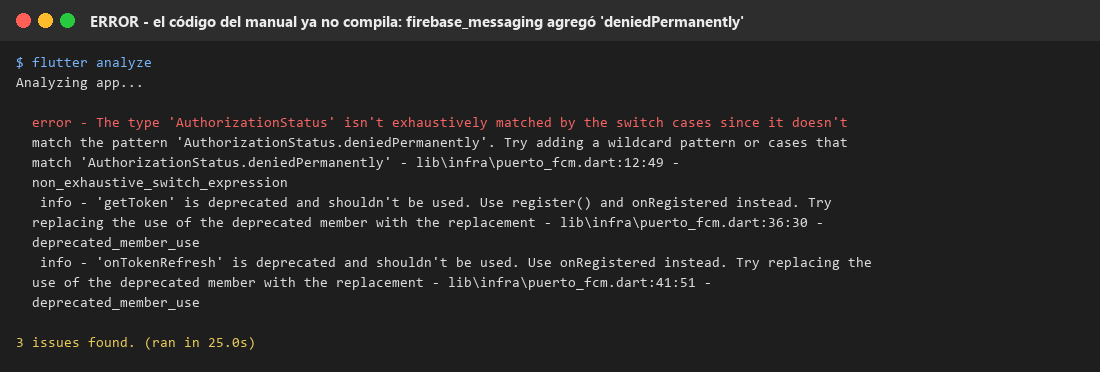 ERROR - el código del manual ya no compila: firebase_messaging agregó 'deniedPermanently'
$ flutter analyze
Analyzing app...
error - The type 'AuthorizationStatus' isn't exhaustively matched by the switch cases since it doesn't
match the pattern 'AuthorizationStatus.deniedPermanently'. Try adding a wildcard pattern or cases that
match 'AuthorizationStatus.deniedPermanently' - lib\infra\puerto_fcm.dart:12:49 -
non_exhaustive_switch_expression
info - 'getToken' is deprecated and shouldn't be used. Use register() and onRegistered instead. Try
replacing the use of the deprecated member with the replacement - lib\infra\puerto_fcm.dart:36:30 -
deprecated_member_use
info - 'onTokenRefresh' is deprecated and shouldn't be used. Use onRegistered instead. Try replacing the
use of the deprecated member with the replacement - lib\infra\puerto_fcm.dart:41:51 -
deprecated_member_use
3 issues found. (ran in 25.0s)